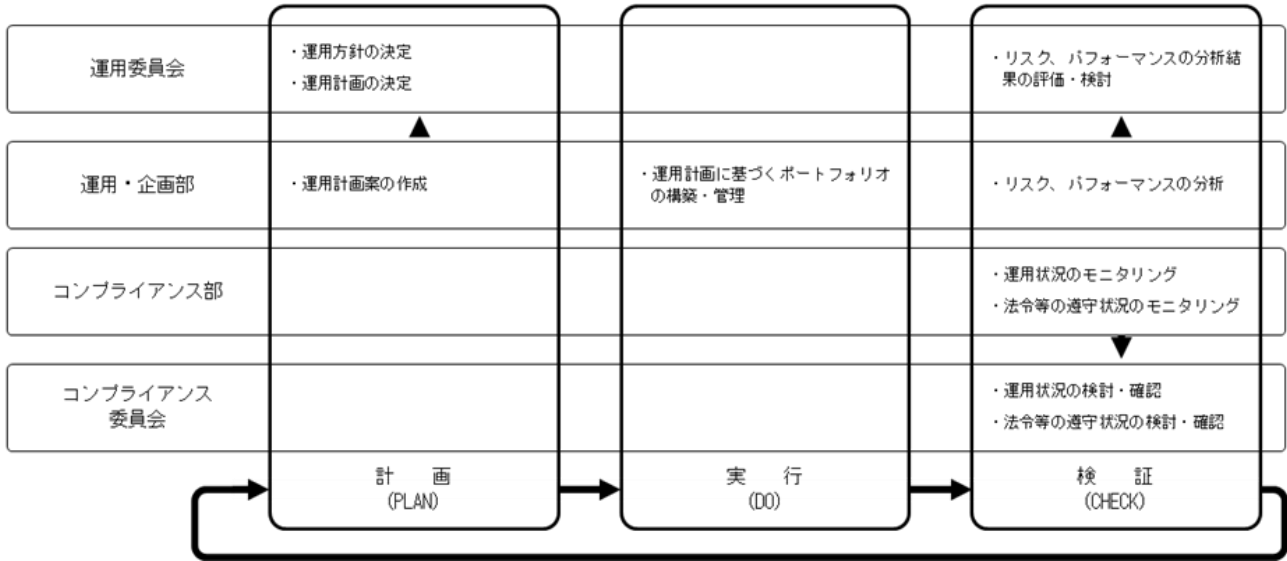 運用委員会
・運用方針の決定
・運用計画の決定
・リスク、パフォーマンスの分析結
果の評価・検討
運用・企画部
・運用計画案の作成
・運用計画に基づくポートフォリオ
の構築・管理
・リスク、パフォーマンスの分析
コンプライアンス部
・運用状況のモニタリング
・法令等の遵守状況のモニタリング
コンプライアンス
委員会
・運用状況の検討・確認
・法令等の遵守状況の検討・確認
計　画
(PLAN)
実　行
(DO)
検　証
(CHECK)